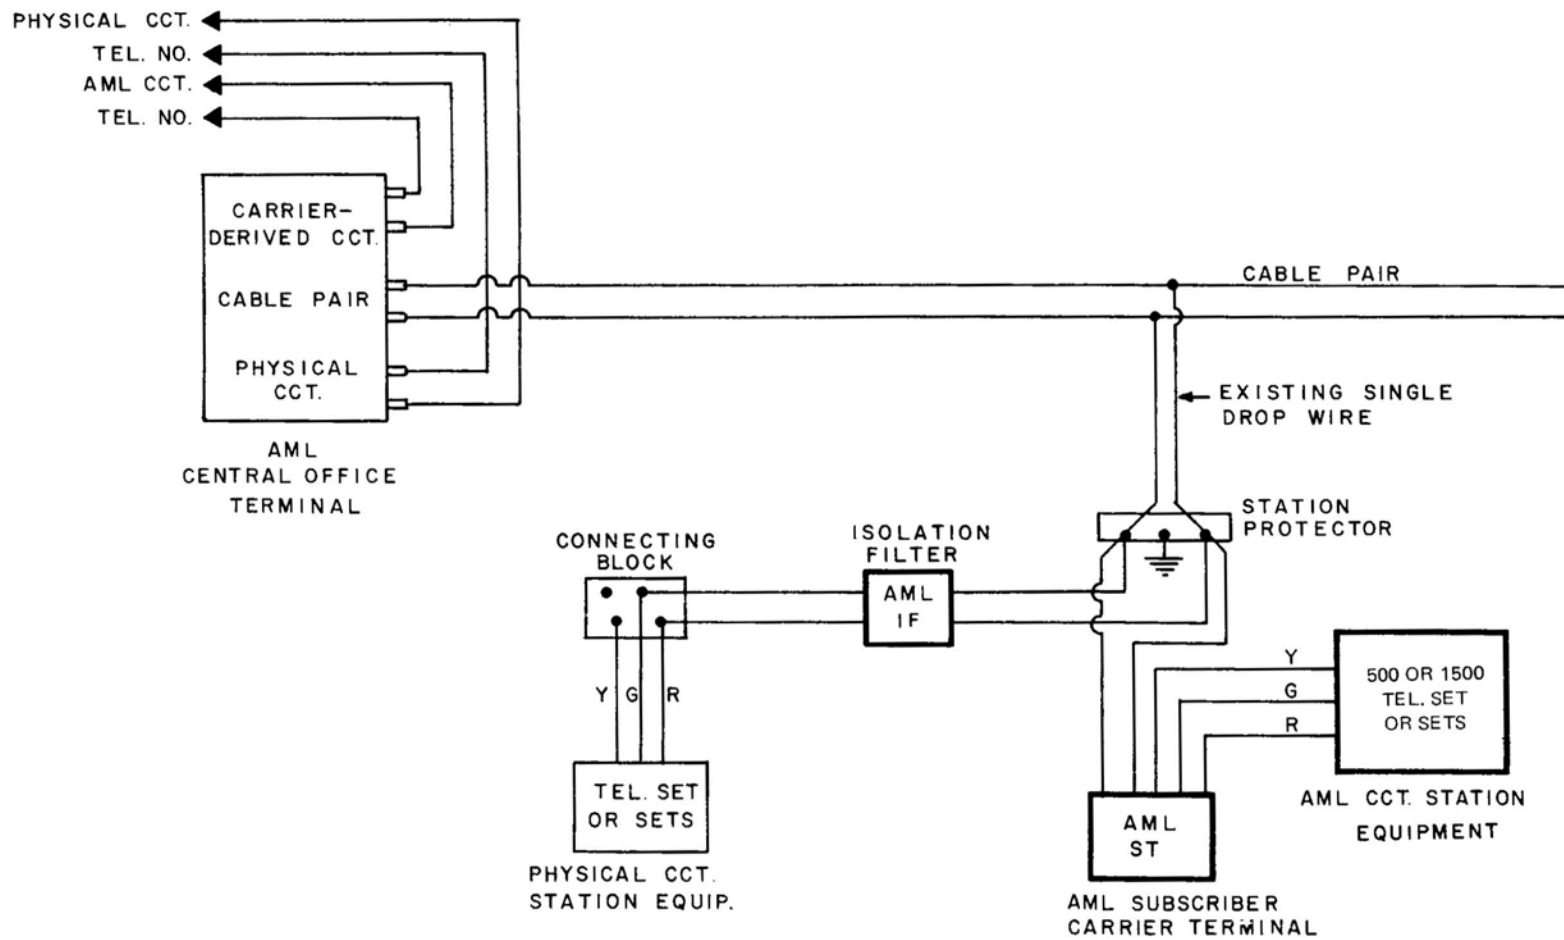 PHYSICAL CCT.
TEL. NO.
AML CCT.
TEL. NO.
CARRIER-
DERIVED CCT.
CABLE PAIR
PHYSICAL
CCT.
AML
CENTRAL OFFICE
TERMINAL
CABLE PAIR
EXISTING SINGLE
DROP WIRE
STATION
PROTECTOR
ISOLATION
FILTER
AML
IF
CONNECTING
BLOCK
Y G R
TEL. SET
OR SETS
PHYSICAL CCT.
STATION EQUIP.
Y
G
R
500 OR 1500
TEL. SET
OR SETS
AML CCT. STATION
EQUIPMENT
AML
ST
AML SUBSCRIBER
CARRIER TERMINAL